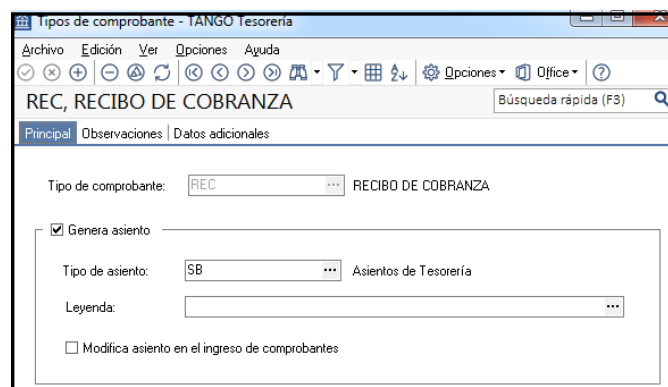 Tipos de comprobante - TANGO Tesorería
Archivo Edición Ver Opciones Ayuda
Opciones Office
REC, RECIBO DE COBRANZA
Búsqueda rápida (F3)
Principal Observaciones Datos adicionales
Tipo de comprobante: REC ... RECIBO DE COBRANZA
Genera asiento
Tipo de asiento: SB ... Asientos de Tesorería
Leyenda: ...
Modifica asiento en el ingreso de comprobantes